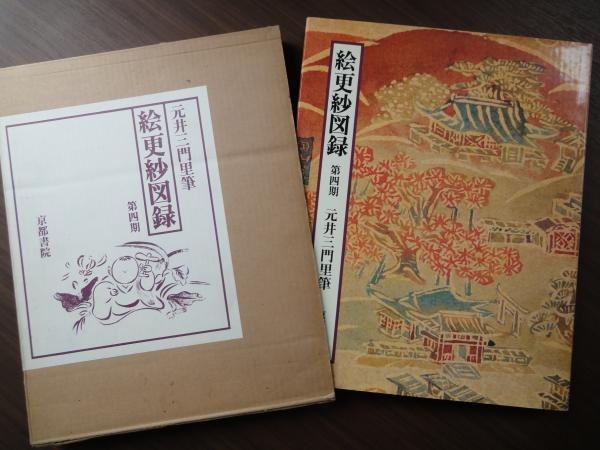 元井三門里筆
絵更紗図録
第四期
京都書院
絵更紗図録
第四期
元井三門里筆